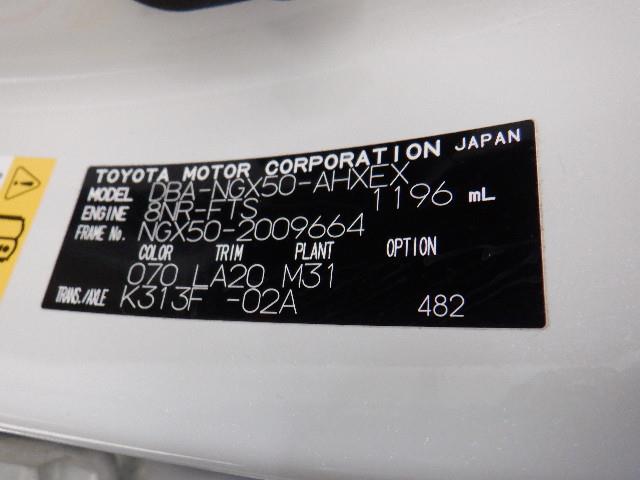 TOYOTA MOTOR CORPORATION JAPAN
MODEL DBA-NGX50-AHXEX
ENGINE 8NR-FTS 1196 mL
FRAME No. NGX50-2009664
COLOR TRIM PLANT OPTION
070 LA20 M31
TRANS./AXLE K313F -02A 482